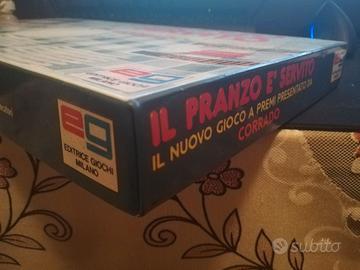 IL PRANZO E' SERVITO
IL NUOVO GIOCO A PREMI PRESENTATO DA
CORRADO
eg
EDITRICE GIOCHI
MILANO
subito